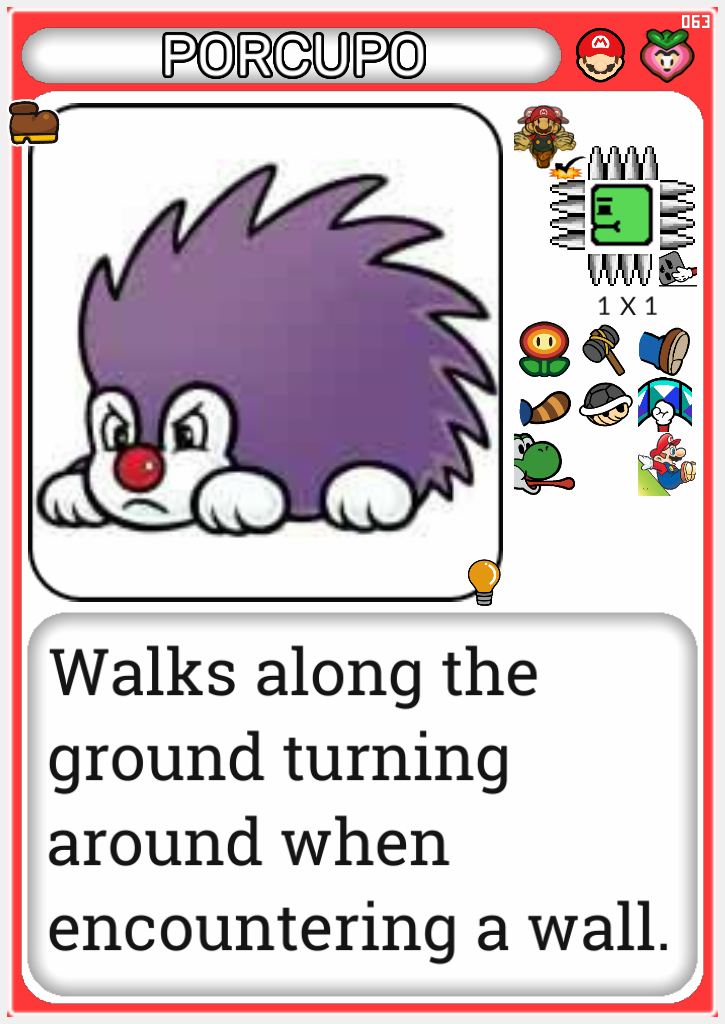 063
PORCUPO
1 X 1
Walks along the
ground turning
around when
encountering a wall.